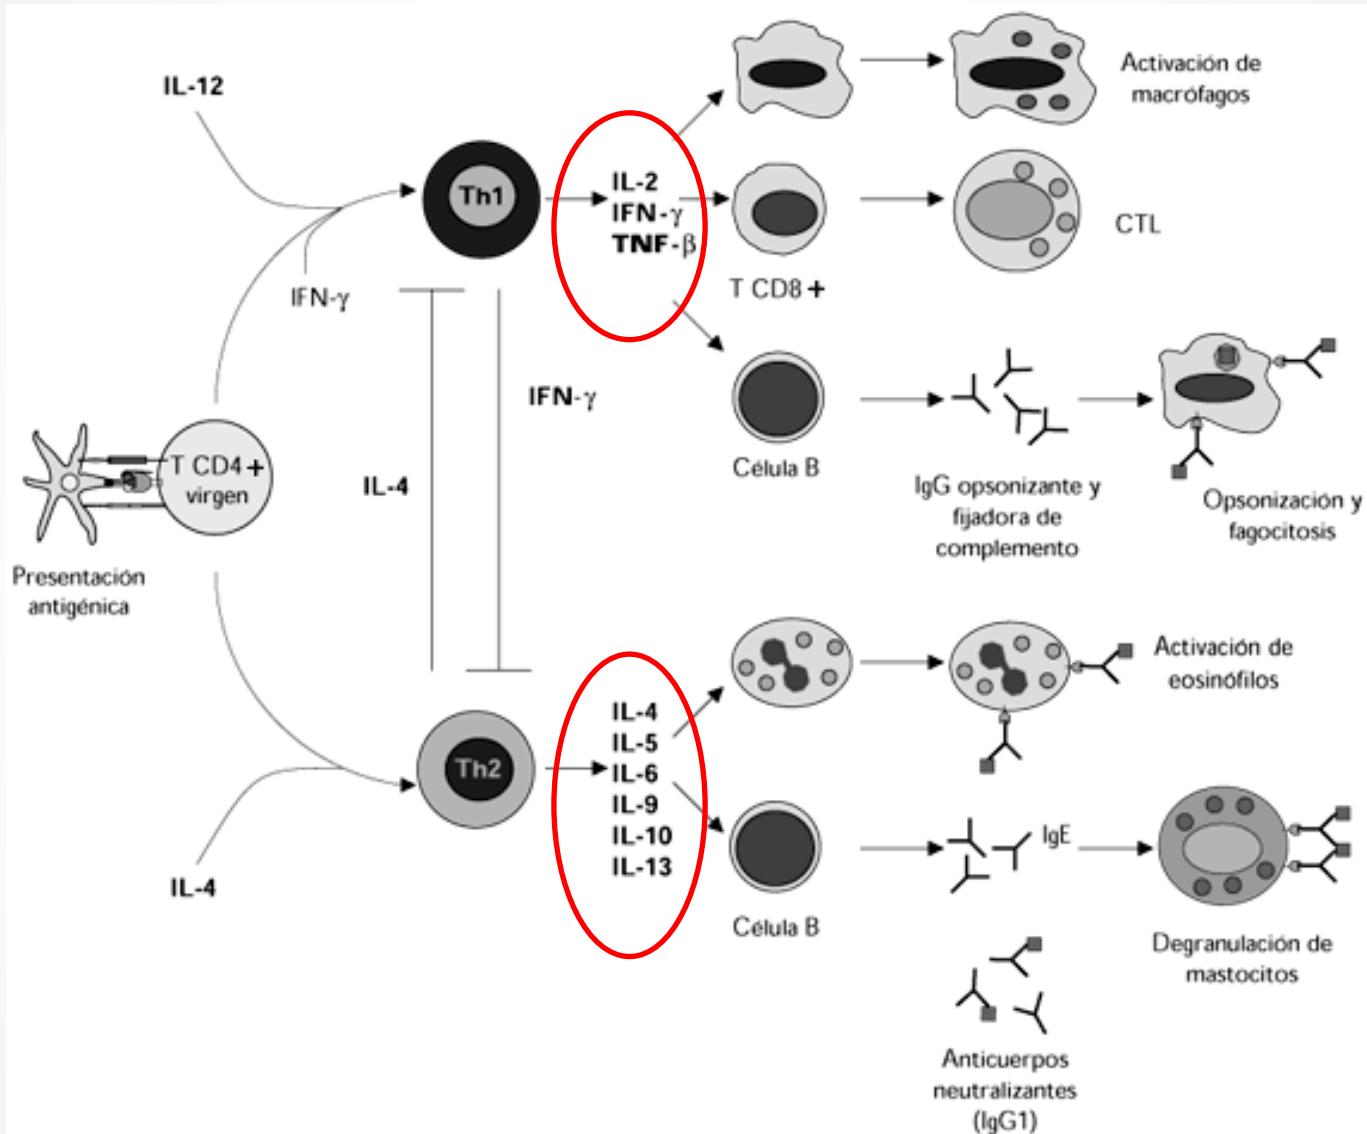 IL-12
IFN-γ
Th1
IL-2
IFN-γ
TNF-β
Activación de
macrófagos
T CD8 +
CTL
IL-4
IFN-γ
T CD4 +
virgen
Presentación
antigénica
Célula B
IgG opsonizante y
fijadora de
complemento
Opsonización y
fagocitosis
IL-4
Th2
IL-4
IL-5
IL-6
IL-9
IL-10
IL-13
Activación de
eosinófilos
Célula B
IgE
Degranulación de
mastocitos
Anticuerpos
neutralizantes
(IgG1)